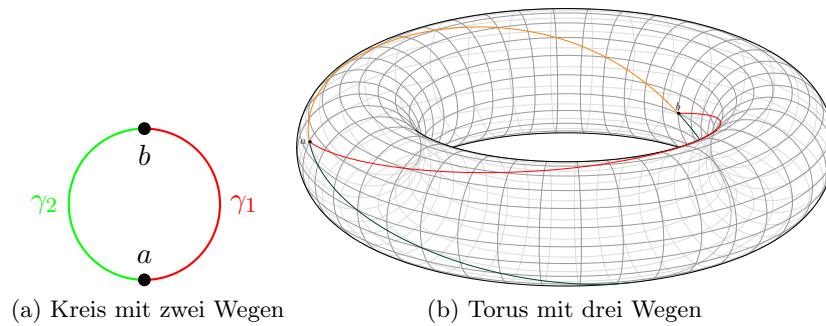 b
γ2
γ1
a
a
b
(a) Kreis mit zwei Wegen
(b) Torus mit drei Wegen